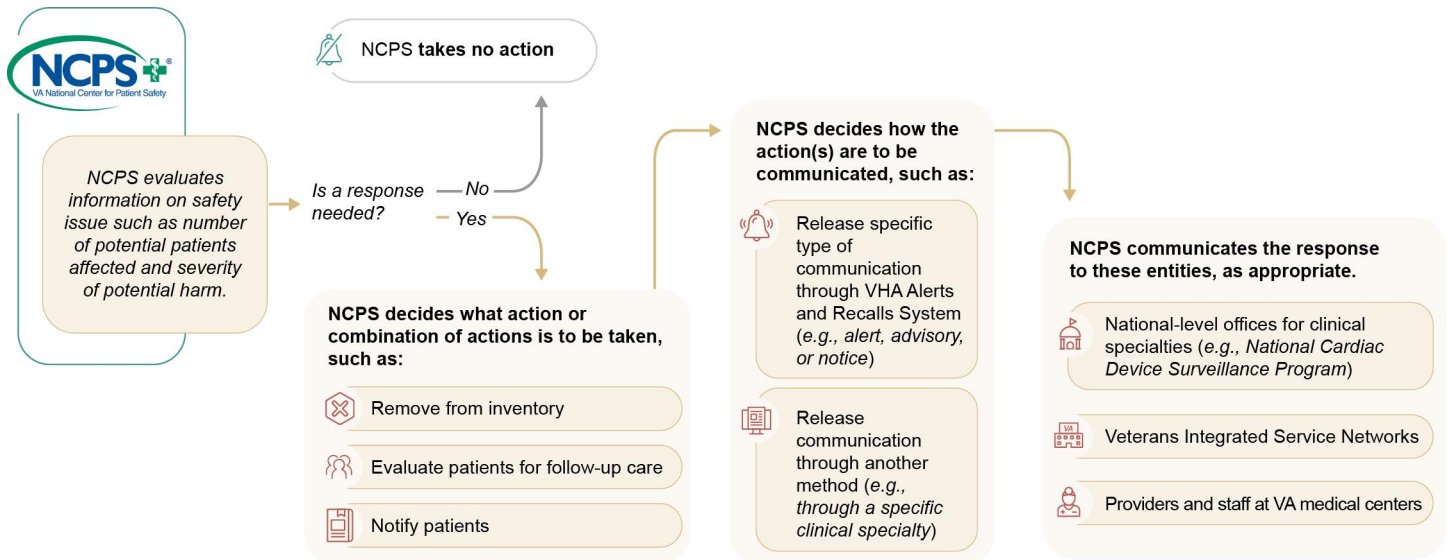 NCPS
®
VA National Center for Patient Safety
NCPS evaluates
information on safety
issue such as number
of potential patients
affected and severity
of potential harm.
Is a response
needed?
No
Yes
NCPS takes no action
NCPS decides what action or
combination of actions is to be taken,
such as:
Remove from inventory
Evaluate patients for follow-up care
Notify patients
NCPS decides how the
action(s) are to be
communicated, such as:
Release specific
type of
communication
through VHA Alerts
and Recalls System
(e.g., alert, advisory,
or notice)
Release
communication
through another
method (e.g.,
through a specific
clinical specialty)
NCPS communicates the response
to these entities, as appropriate.
National-level offices for clinical
specialties (e.g., National Cardiac
Device Surveillance Program)
VA
Veterans Integrated Service Networks
Providers and staff at VA medical centers